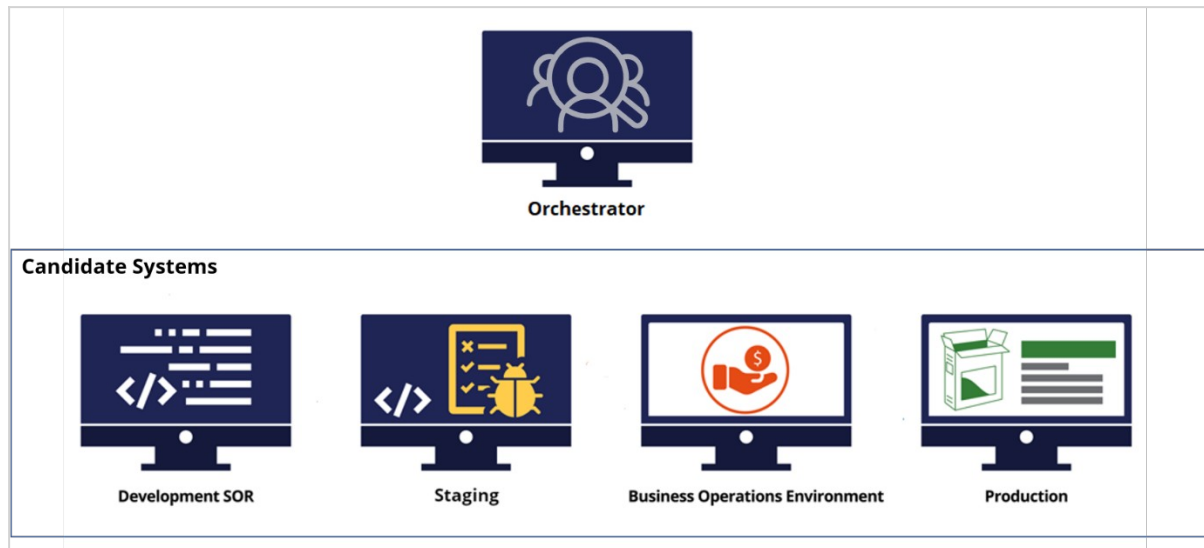 Orchestrator
Candidate Systems
Development SOR
Staging
Business Operations Environment
Production